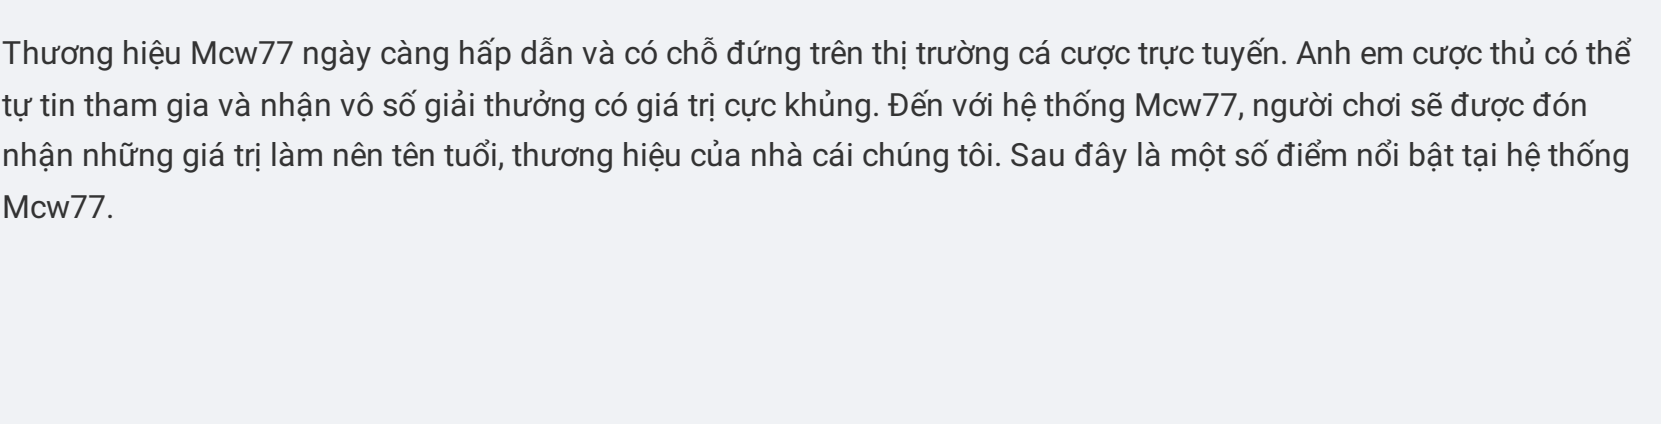 Thương hiệu Mcw77 ngày càng hấp dẫn và có chỗ đứng trên thị trường cá cược trực tuyến. Anh em cược thủ có thể
tự tin tham gia và nhận vô số giải thưởng có giá trị cực khủng. Đến với hệ thống Mcw77, người chơi sẽ được đón
nhận những giá trị làm nên tên tuổi, thương hiệu của nhà cái chúng tôi. Sau đây là một số điểm nổi bật tại hệ thống
Mcw77.